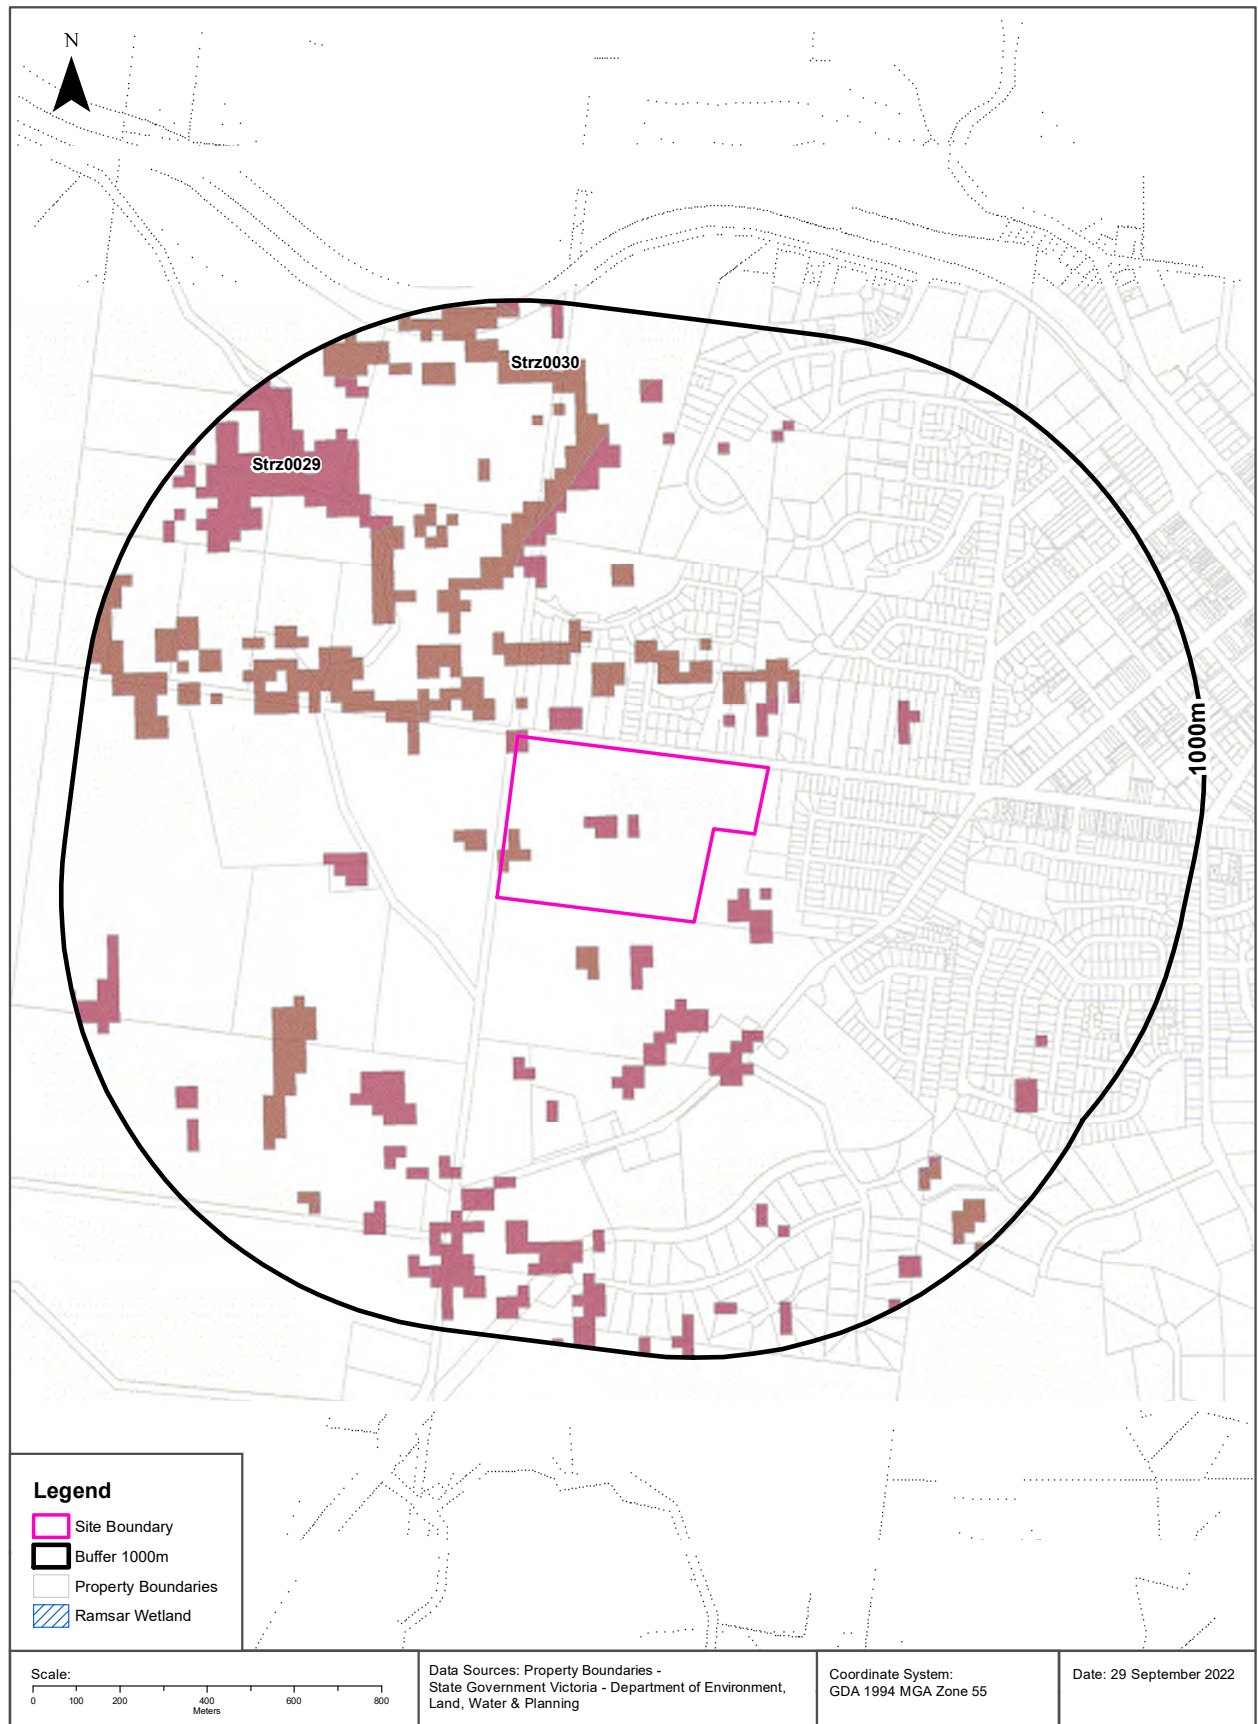 N
Strz0030
Strz0029
1000m
Legend
Site Boundary
Buffer 1000m
Property Boundaries
Ramsar Wetland
Scale:
0 100 200 400 600 800
Meters
Data Sources: Property Boundaries -
State Government Victoria - Department of Environment,
Land, Water & Planning
Coordinate System:
GDA 1994 MGA Zone 55
Date: 29 September 2022